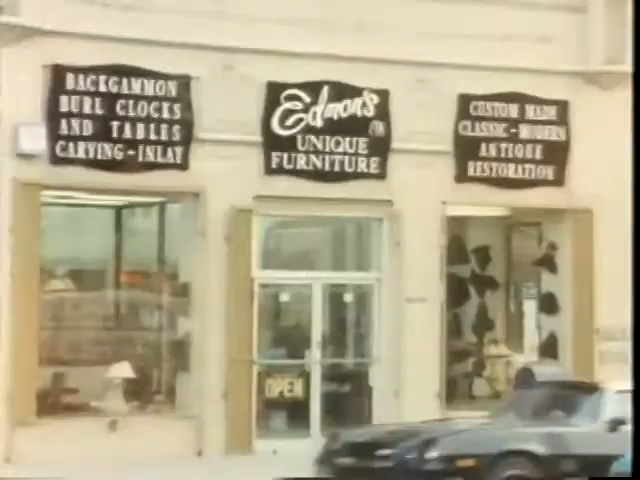 BACKGAMMON
BURL CLOCKS
AND TABLES
CARVING-INLAY
Edmon's
UNIQUE
FURNITURE
CUSTOM MADE
CLASSIC-MODERN
ANTIQUE
RESTORATION
OPEN